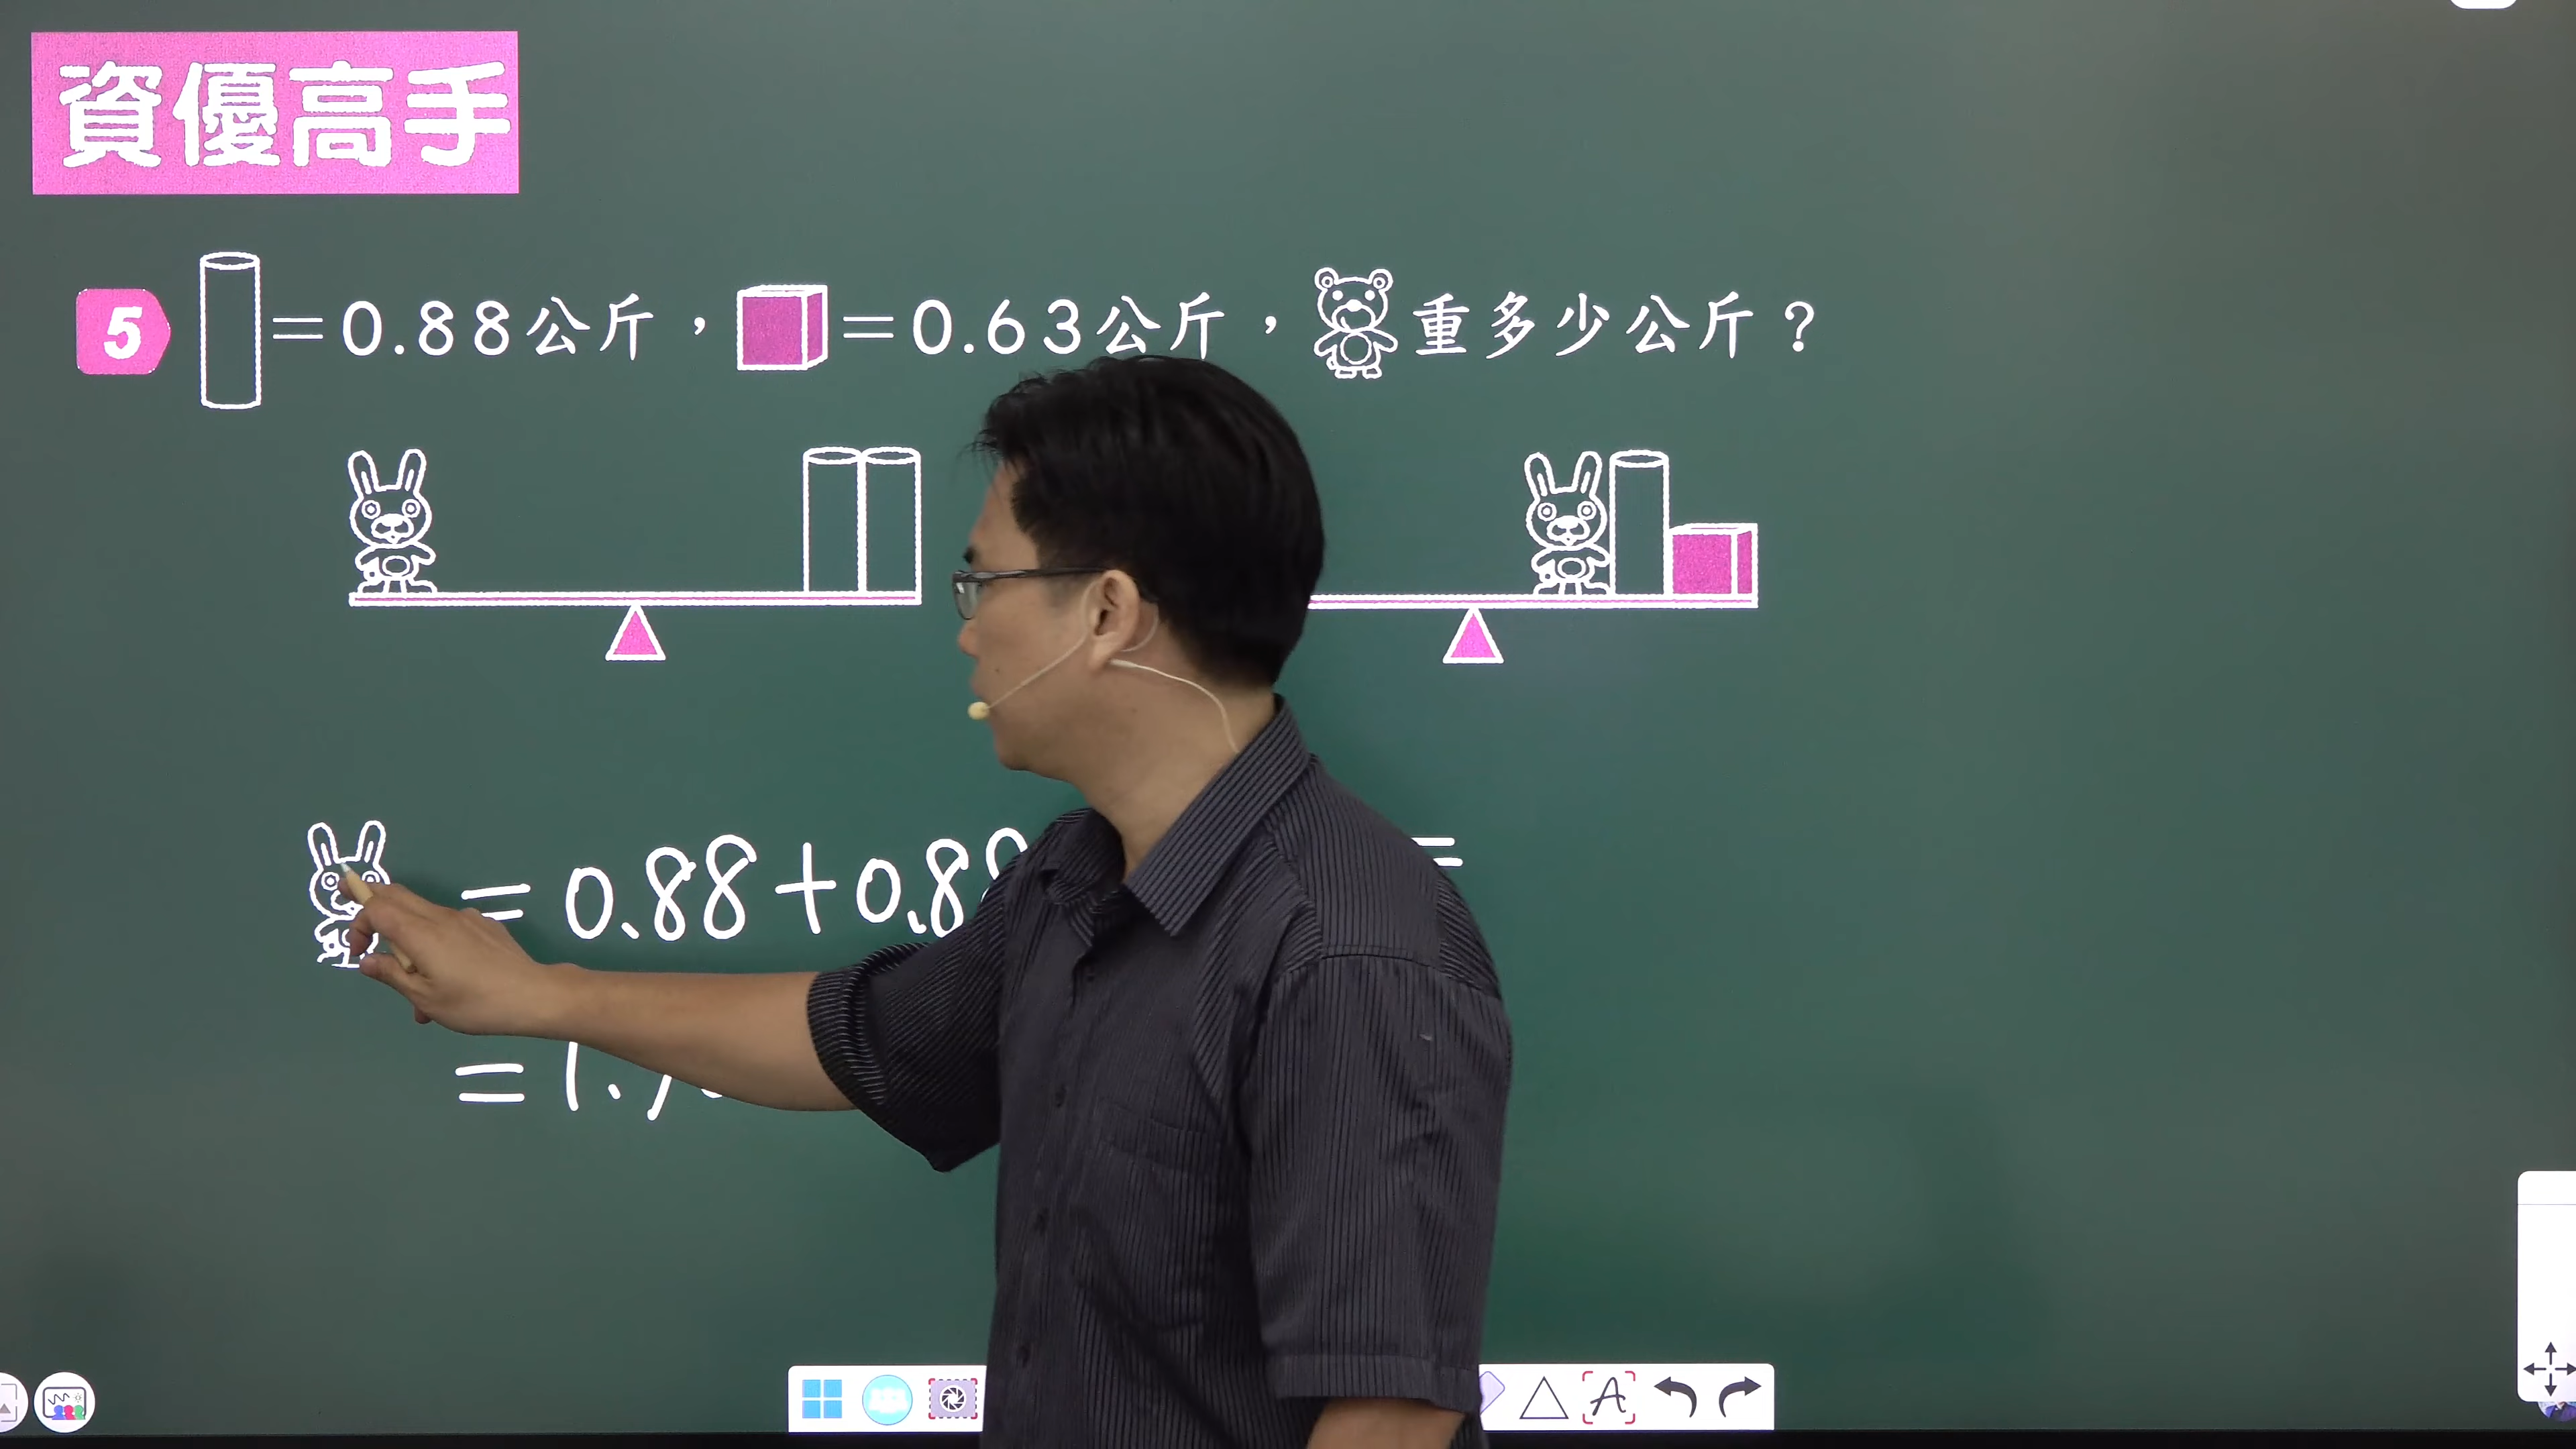 資優高手
5 =0.88公斤，=0.63公斤，重多少公斤？
= 0.88+0.8 =
= 1.7
A